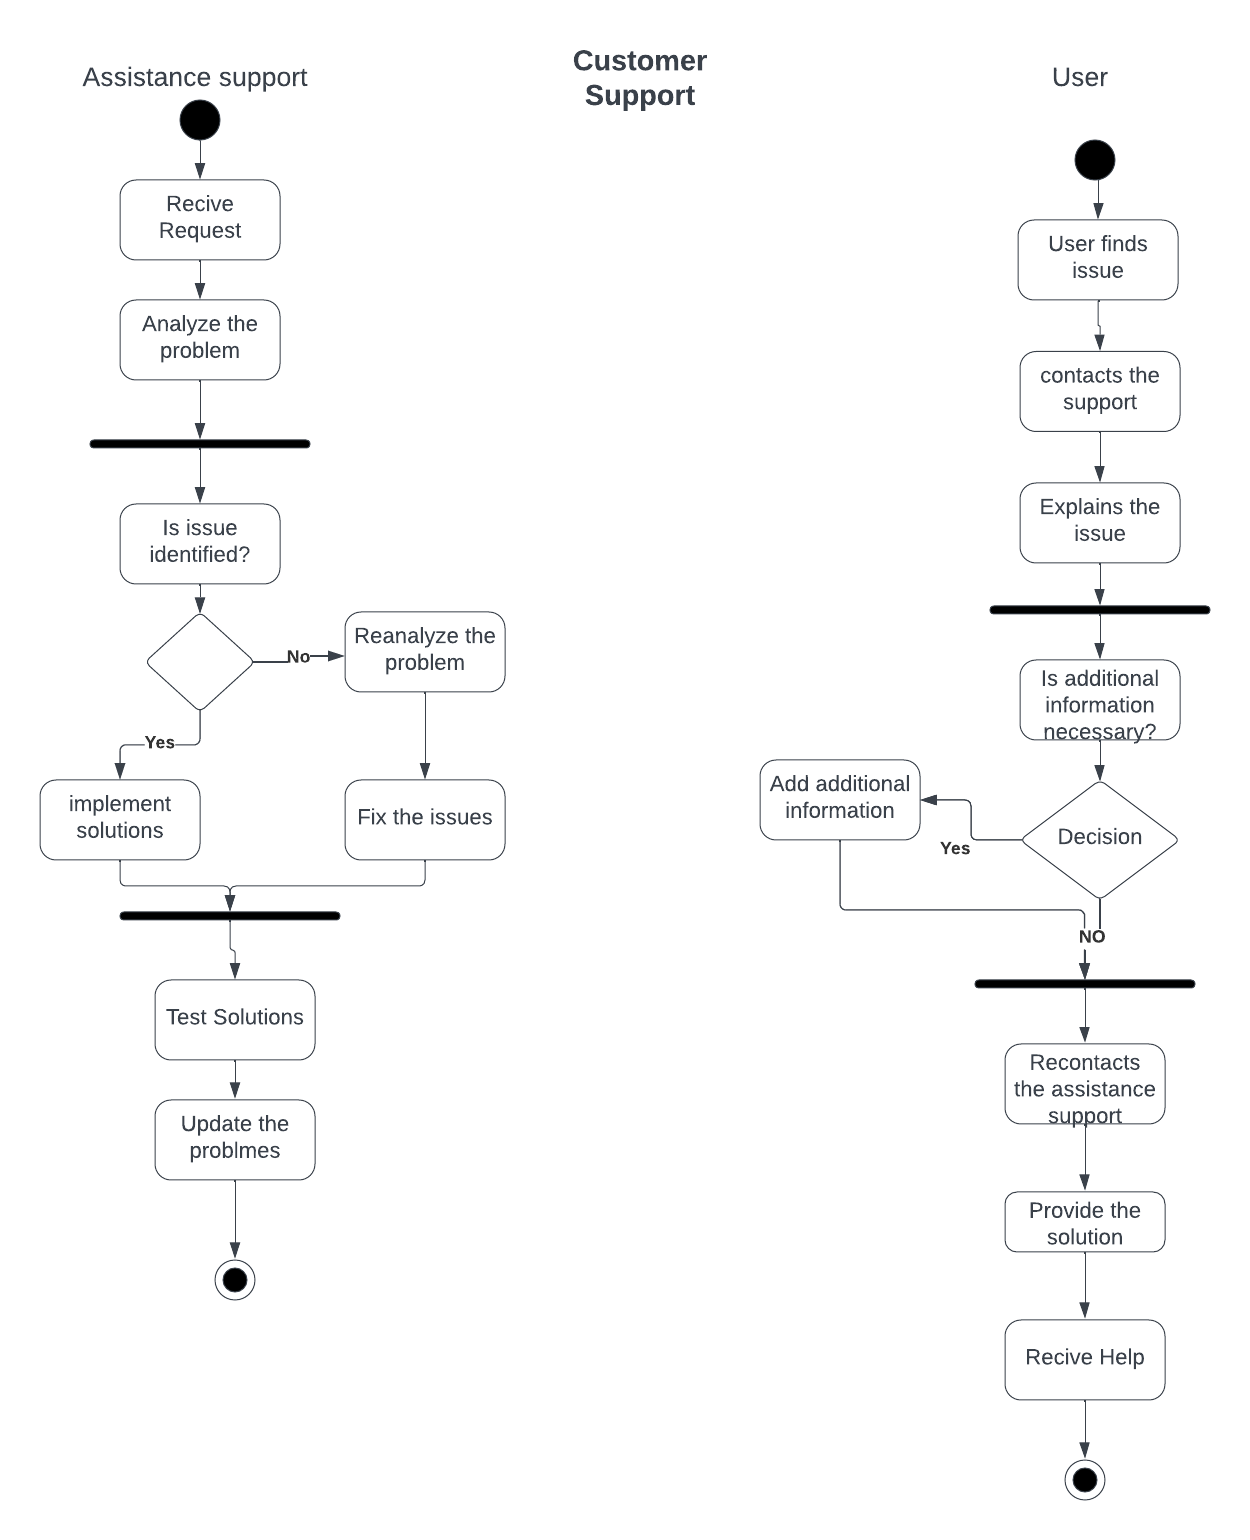 Customer
Support
Assistance support
Recive
Request
Analyze the
problem
Is issue
identified?
No
Reanalyze the
problem
Yes
implement
solutions
Fix the issues
Test Solutions
Update the
problmes
User
User finds
issue
contacts the
support
Explains the
issue
Is additional
information
necessary?
Decision
Yes
Add additional
information
NO
Recontacts
the assistance
support
Provide the
solution
Recive Help